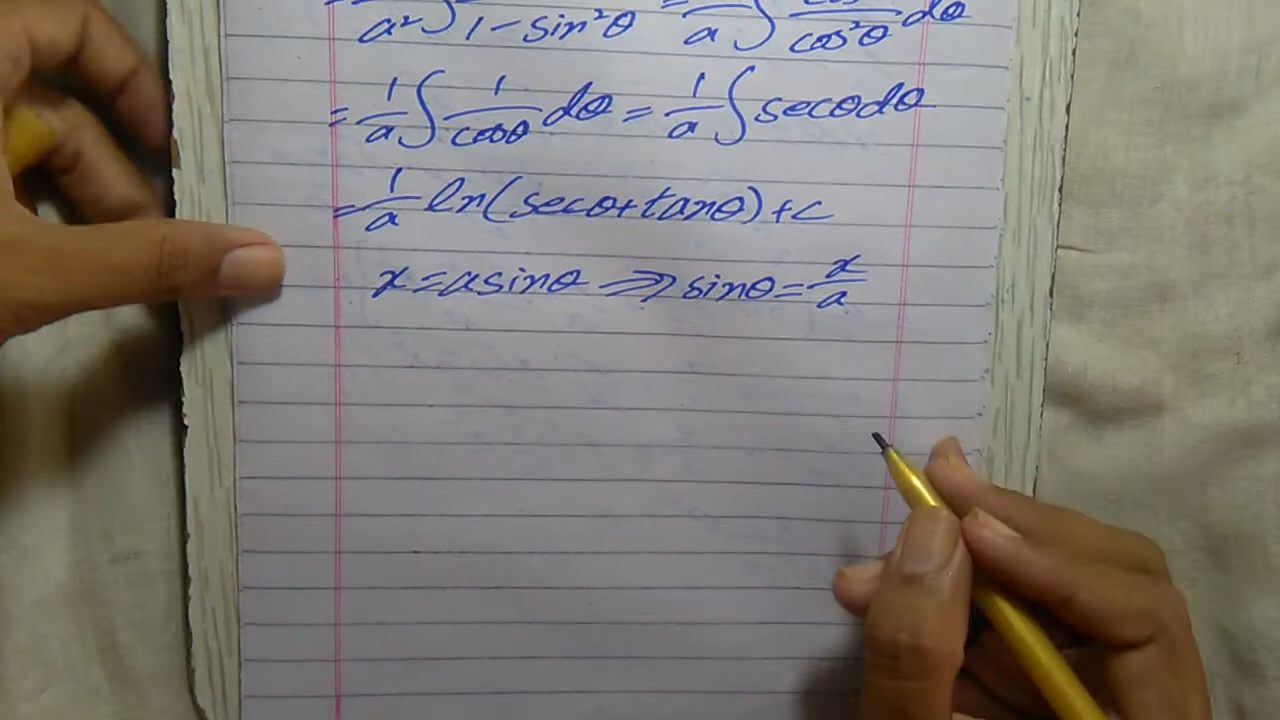 a² ∫ 1-sin²θ = a ∫ cos²θ dθ
= 1/a ∫ 1/cosθ dθ = 1/a ∫ secθdθ
= 1/a ln(secθ+tanθ)+c
x=asinθ ⇒ sinθ=x/a